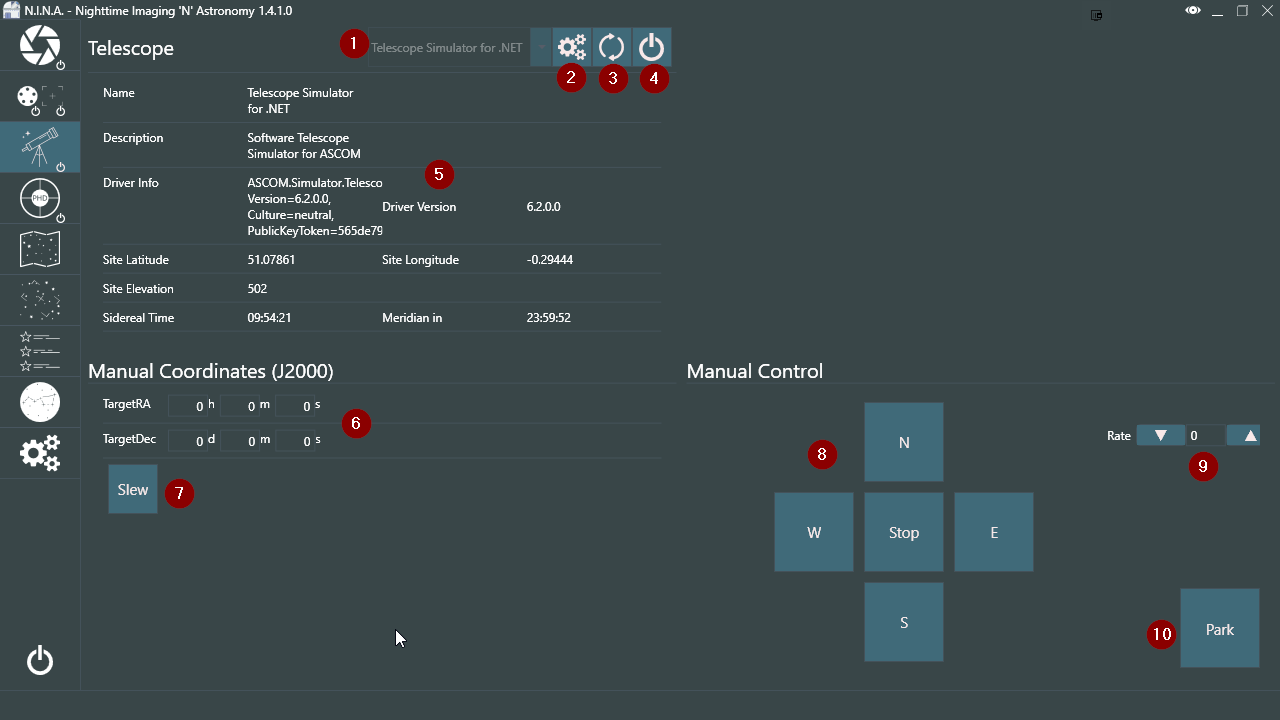 N.I.N.A. - Nighttime Imaging 'N' Astronomy 1.4.1.0
Telescope
1
Telescope Simulator for .NET
2
3
4
Name
Telescope Simulator
for .NET
Description
Software Telescope
Simulator for ASCOM
5
Driver Info
ASCOM.Simulator.Telesco
Version=6.2.0.0,
Culture=neutral,
PublicKeyToken=565de79
Driver Version
6.2.0.0
PHD
Site Latitude
51.07861
Site Longitude
-0.29444
Site Elevation
502
Sidereal Time
09:54:21
Meridian in
23:59:52
Manual Coordinates (J2000)
TargetRA
0 h 0 m 0 s
TargetDec
0 d 0 m 0 s
6
Slew
7
Manual Control
8
N
W
Stop
E
S
Rate
0
9
10
Park